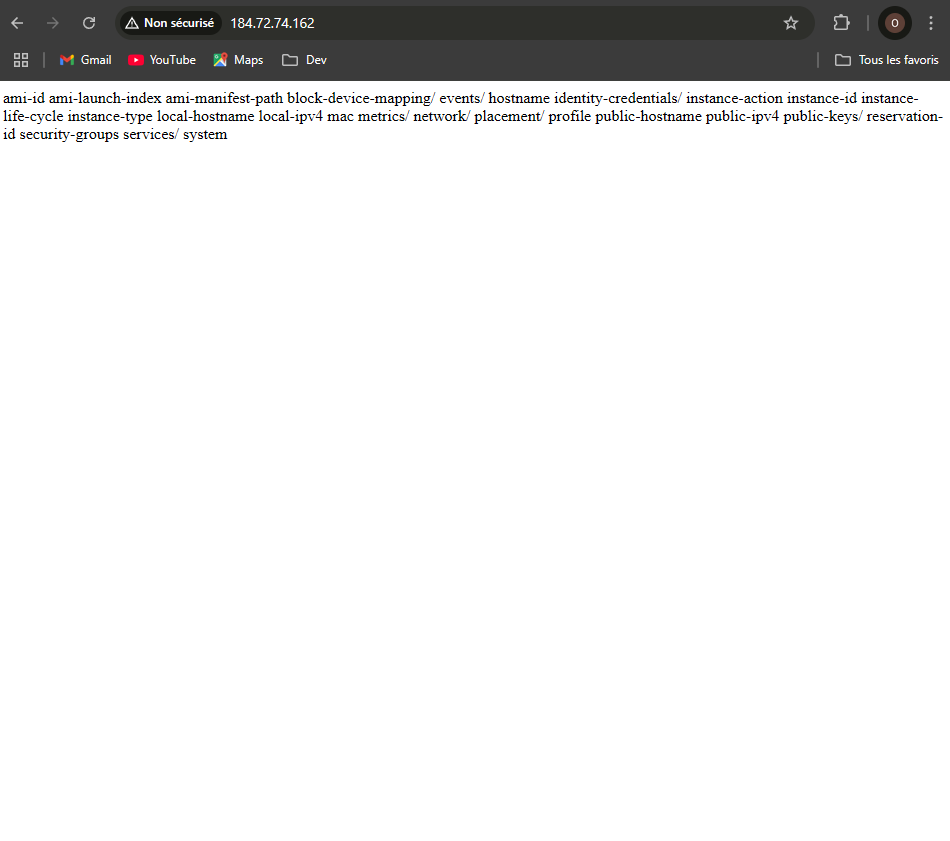 Non sécurisé 184.72.74.162 O
Gmail YouTube Maps Dev Tous les favoris
ami-id ami-launch-index ami-manifest-path block-device-mapping/ events/ hostname identity-credentials/ instance-action instance-id instance-
life-cycle instance-type local-hostname local-ipv4 mac metrics/ network/ placement/ profile public-hostname public-ipv4 public-keys/ reservation-
id security-groups services/ system